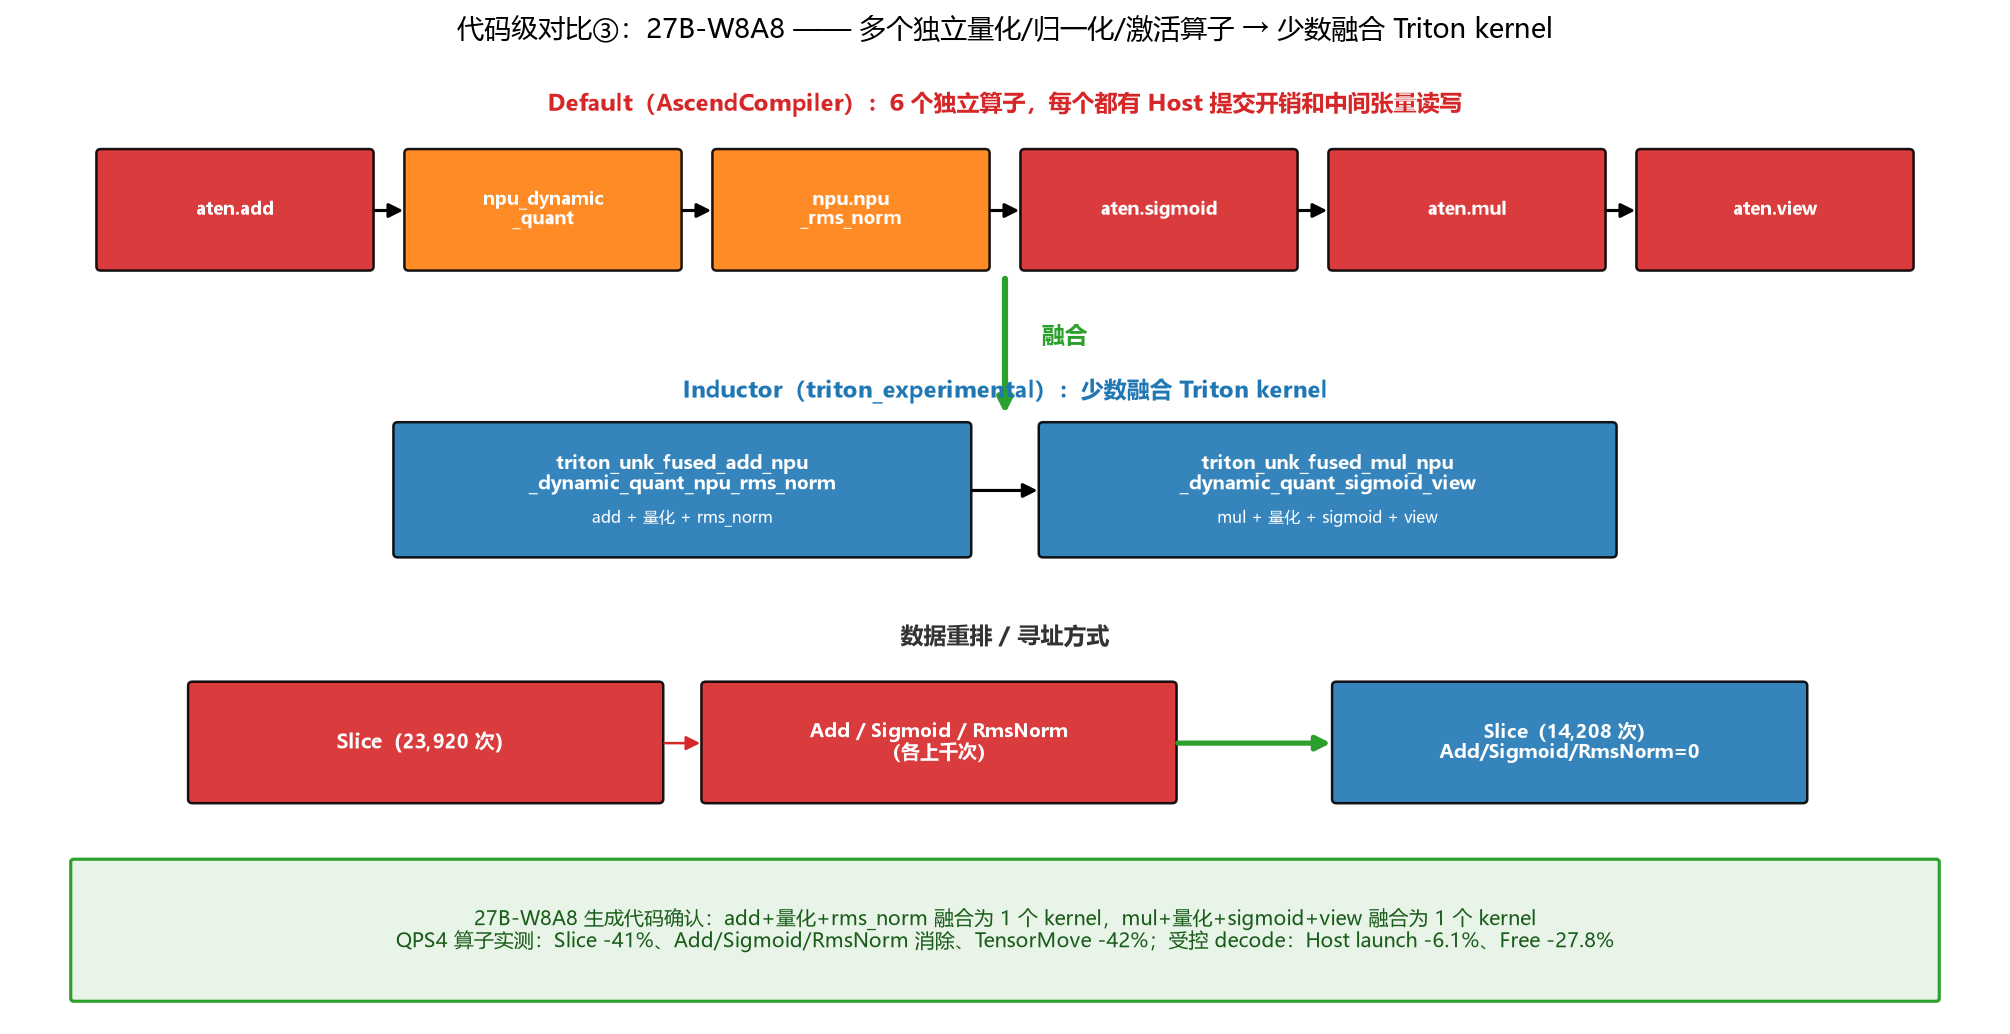 代码级对比③：27B-W8A8 —— 多个独立量化/归一化/激活算子 → 少数融合 Triton kernel
Default（AscendCompiler）：6 个独立算子，每个都有 Host 提交开销和中间张量读写
aten.add
npu_dynamic
_quant
npu.npu
_rms_norm
aten.sigmoid
aten.mul
aten.view
融合
Inductor（triton_experimental）：少数融合 Triton kernel
triton_unk_fused_add_npu
_dynamic_quant_npu_rms_norm
add + 量化 + rms_norm
triton_unk_fused_mul_npu
_dynamic_quant_sigmoid_view
mul + 量化 + sigmoid + view
数据重排 / 寻址方式
Slice（23,920 次）
Add / Sigmoid / RmsNorm
（各上千次）
Slice（14,208 次）
Add/Sigmoid/RmsNorm=0
27B-W8A8 生成代码确认：add+量化+rms_norm 融合为 1 个 kernel，mul+量化+sigmoid+view 融合为 1 个 kernel
QPS4 算子实测：Slice -41%、Add/Sigmoid/RmsNorm 消除、TensorMove -42%；受控 decode：Host launch -6.1%、Free -27.8%